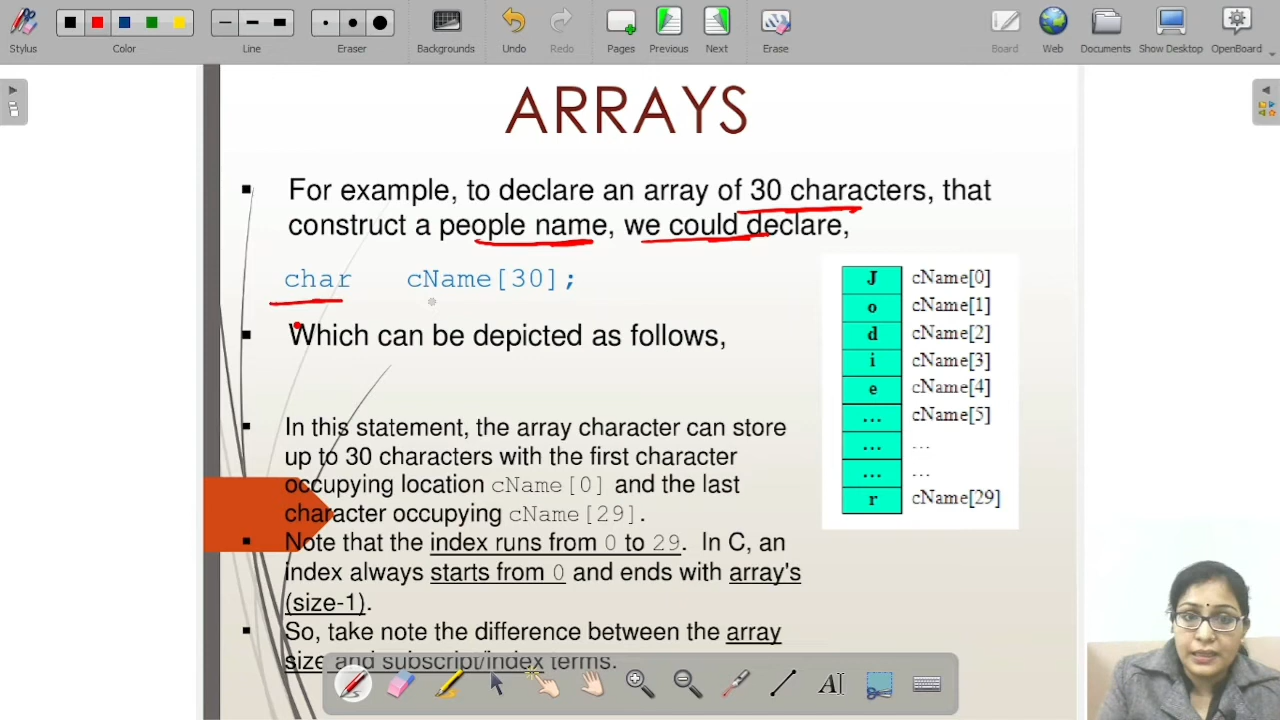 Stylus
Color
Line
Eraser
Backgrounds
Undo
Redo
Pages
Previous
Next
Erase
Board
Web
Documents
Show Desktop
OpenBoard
ARRAYS
For example, to declare an array of 30 characters, that
construct a people name, we could declare,
char cName[30];
Which can be depicted as follows,
In this statement, the array character can store
up to 30 characters with the first character
occupying location cName[0] and the last
character occupying cName[29].
Note that the index runs from 0 to 29. In C, an
index always starts from 0 and ends with array's
(size-1).
So, take note the difference between the array
size and subscript/index terms.
J cName[0]
o cName[1]
d cName[2]
i cName[3]
e cName[4]
... cName[5]
... ...
... ...
r cName[29]